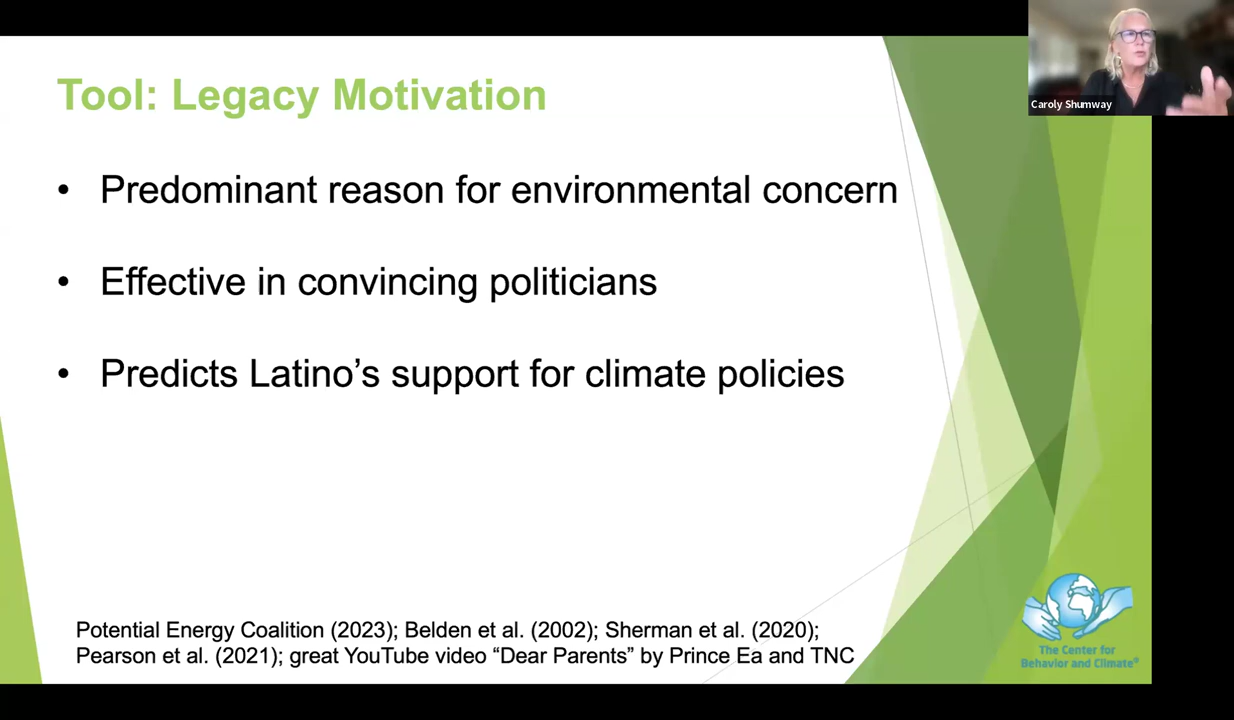 Caroly Shumway
Tool: Legacy Motivation
• Predominant reason for environmental concern
• Effective in convincing politicians
• Predicts Latino’s support for climate policies
Potential Energy Coalition (2023); Belden et al. (2002); Sherman et al. (2020);
Pearson et al. (2021); great YouTube video “Dear Parents” by Prince Ea and TNC
The Center for
Behavior and Climate®